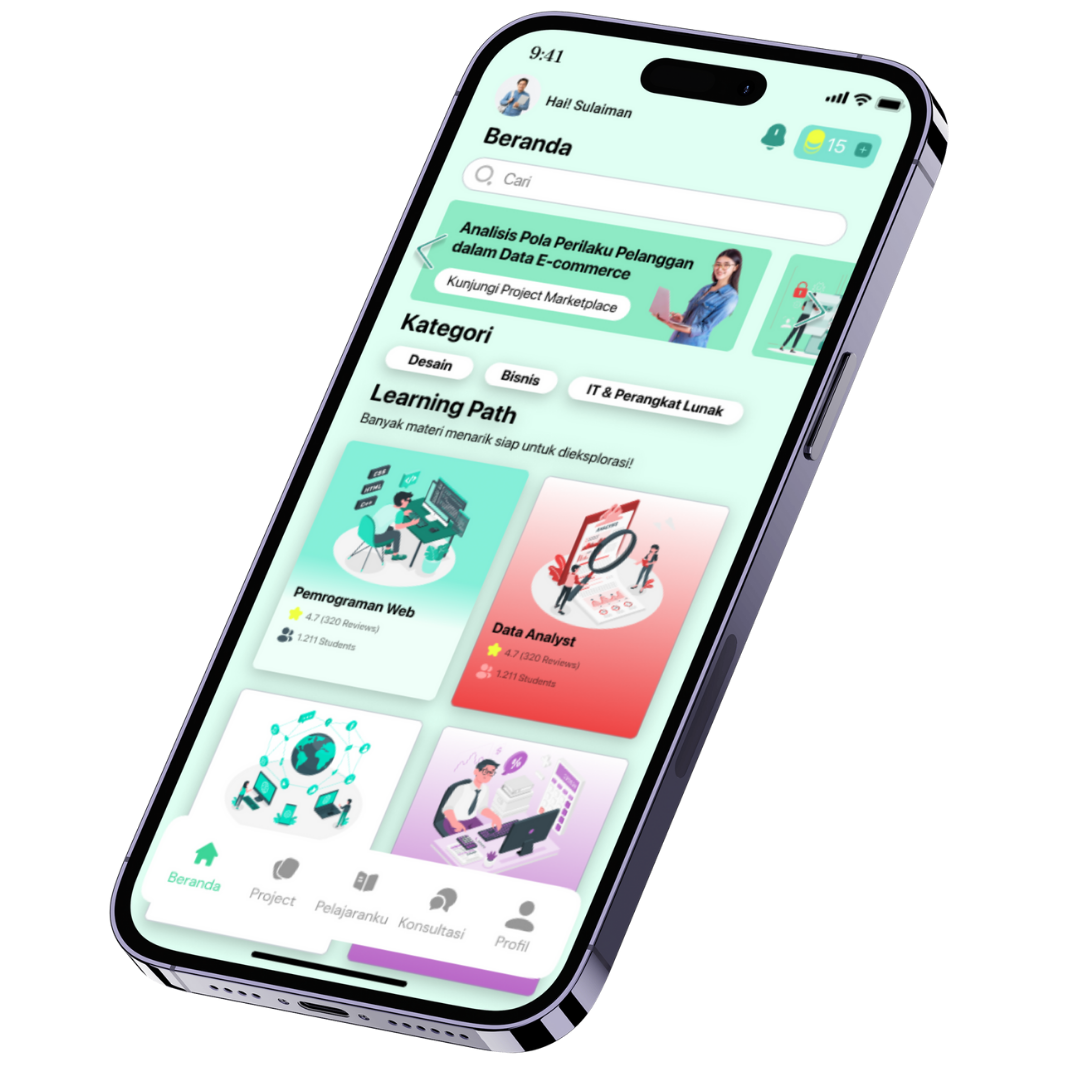 9:41
Hai! Sulaiman
Beranda
15
Cari
Analisis Pola Perilaku Pelanggan
dalam Data E-commerce
Kunjungi Project Marketplace
Kategori
Desain
Bisnis
IT & Perangkat Lunak
Learning Path
Banyak materi menarik siap untuk dieksplorasi!
CSS
HTML
C++
</>
Pemrograman Web
4.7 (320 Reviews)
1.211 Students
Data Analyst
4.7 (320 Reviews)
1.211 Students
%
Beranda
Project
Pelajaranku
Konsultasi
Profil